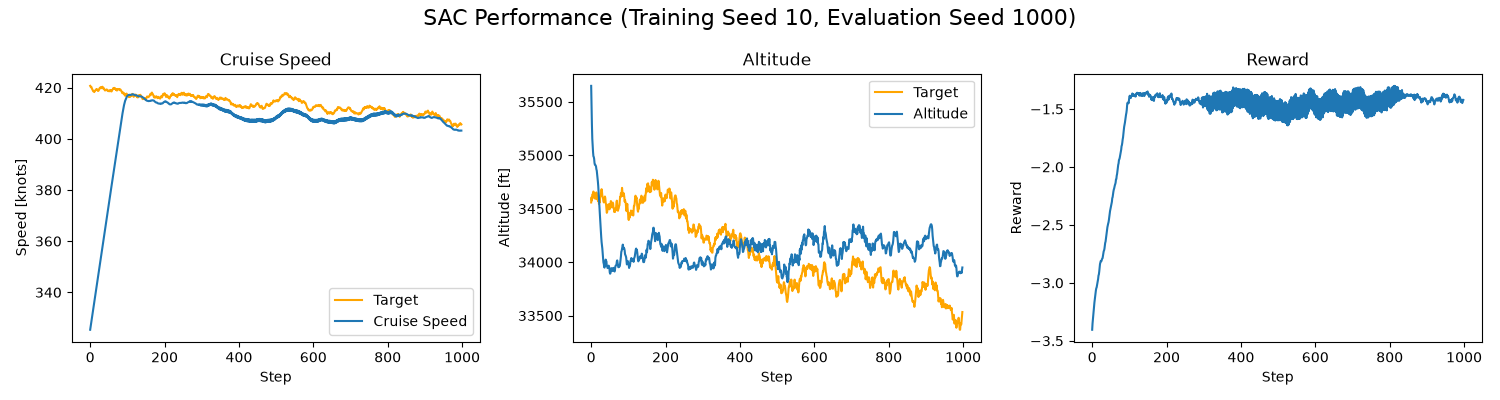 SAC Performance (Training Seed 10, Evaluation Seed 1000)
Cruise Speed
Speed [knots]
420
400
380
360
340
0 200 400 600 800 1000
Step
Target
Cruise Speed
Altitude
Altitude [ft]
35500
35000
34500
34000
33500
0 200 400 600 800 1000
Step
Target
Altitude
Reward
Reward
−1.5
−2.0
−2.5
−3.0
−3.5
0 200 400 600 800 1000
Step